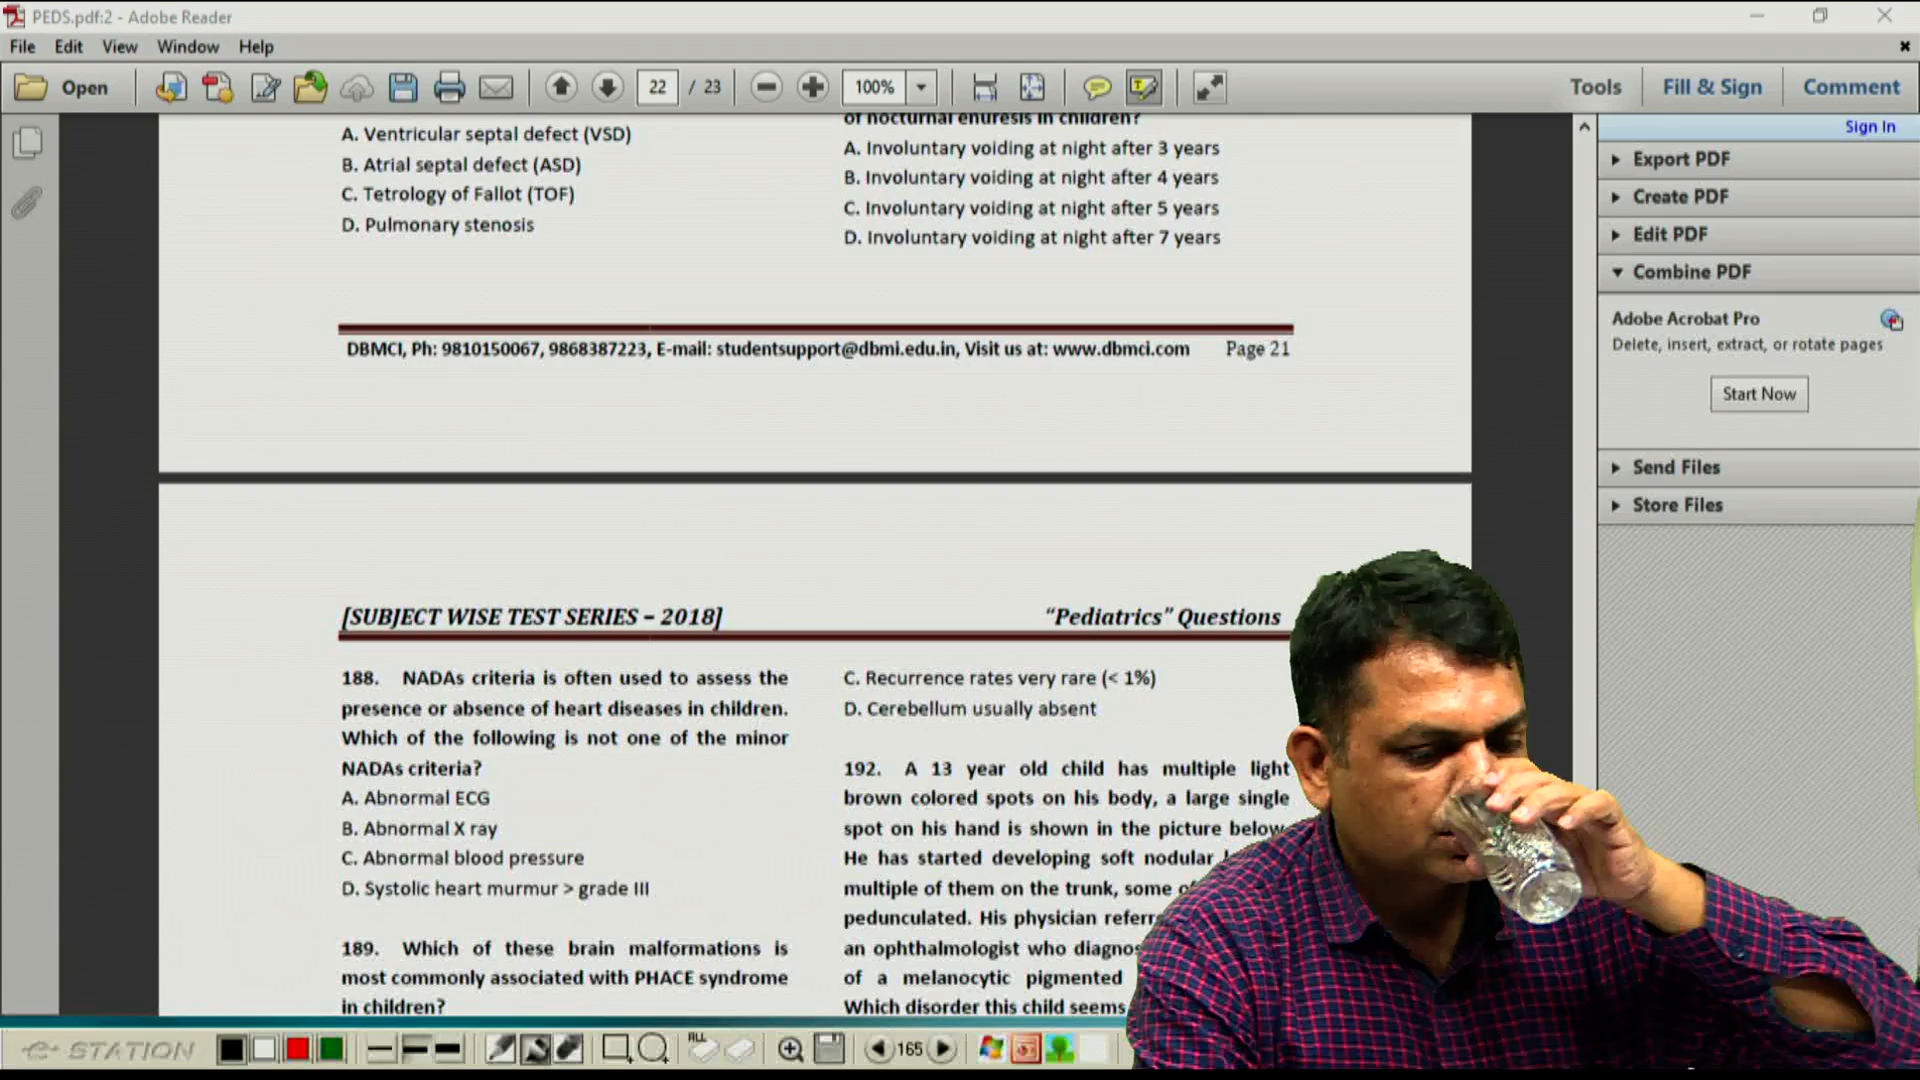 PEDS.pdf:2 - Adobe Reader
File Edit View Window Help
Open
22 / 23
100%
Tools Fill & Sign Comment
Sign In
Export PDF
Create PDF
Edit PDF
Combine PDF
Adobe Acrobat Pro
Delete, insert, extract, or rotate pages
Start Now
Send Files
Store Files
A. Ventricular septal defect (VSD)
B. Atrial septal defect (ASD)
C. Tetrology of Fallot (TOF)
D. Pulmonary stenosis
of nocturnal enuresis in children?
A. Involuntary voiding at night after 3 years
B. Involuntary voiding at night after 4 years
C. Involuntary voiding at night after 5 years
D. Involuntary voiding at night after 7 years
DBMCI, Ph: 9810150067, 9868387223, E-mail: studentsupport@dbmi.edu.in, Visit us at: www.dbmci.com Page 21
[SUBJECT WISE TEST SERIES – 2018] “Pediatrics” Questions
188. NADAs criteria is often used to assess the
presence or absence of heart diseases in children.
Which of the following is not one of the minor
NADAs criteria?
A. Abnormal ECG
B. Abnormal X ray
C. Abnormal blood pressure
D. Systolic heart murmur > grade III
189. Which of these brain malformations is
most commonly associated with PHACE syndrome
in children?
C. Recurrence rates very rare (< 1%)
D. Cerebellum usually absent
192. A 13 year old child has multiple light
brown colored spots on his body, a large single
spot on his hand is shown in the picture below.
He has started developing soft nodular
multiple of them on the trunk, some
pedunculated. His physician
an ophthalmologist who
of a melanocytic pigmented
Which disorder this child seems
e-STATION
ALL
165